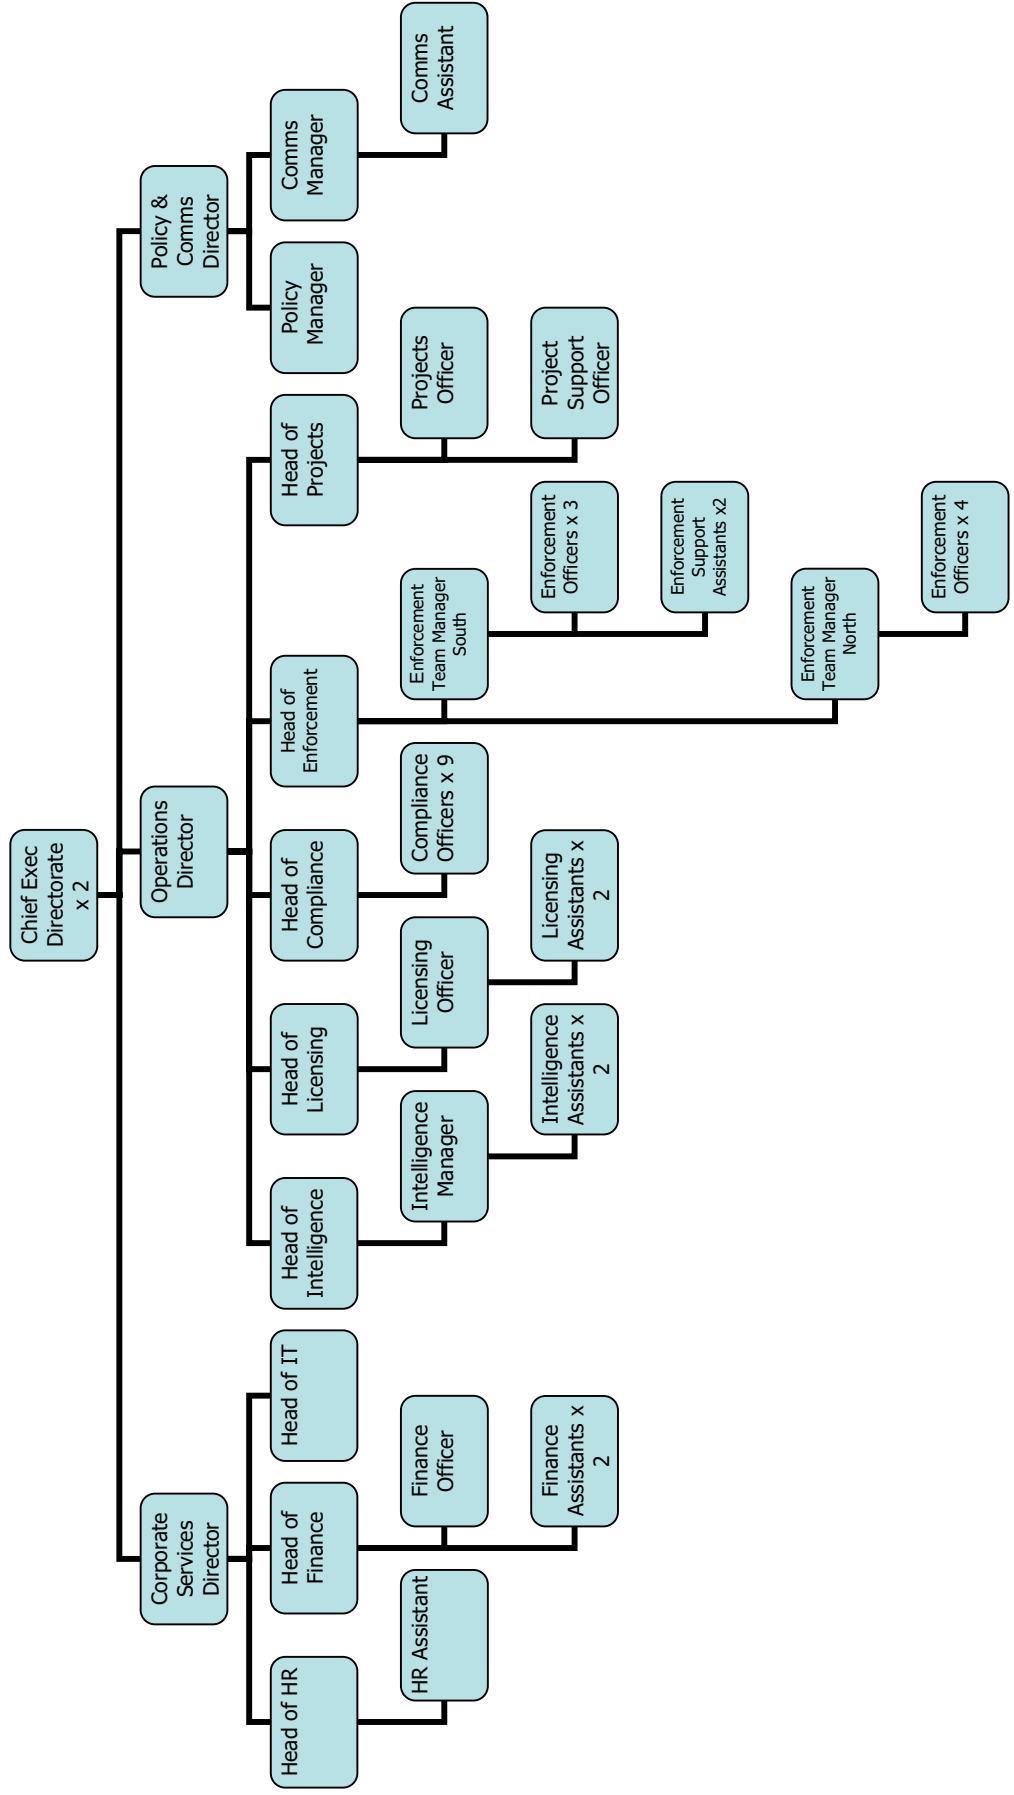 Chief Exec
Directorate
x 2
Corporate
Services
Director
Operations
Director
Policy &
Comms
Director
Head of HR
Head of
Finance
Head of IT
Head of
Intelligence
Head of
Licensing
Head of
Compliance
Head of
Enforcement
Head of
Projects
Policy
Manager
Comms
Manager
HR Assistant
Finance
Officer
Intelligence
Manager
Licensing
Officer
Compliance
Officers x 9
Enforcement
Team Manager
South
Projects
Officer
Comms
Assistant
Finance
Assistants x
2
Intelligence
Assistants x
2
Licensing
Assistants x
2
Enforcement
Officers x 3
Project
Support
Officer
Enforcement
Support
Assistants x2
Enforcement
Team Manager
North
Enforcement
Officers x 4